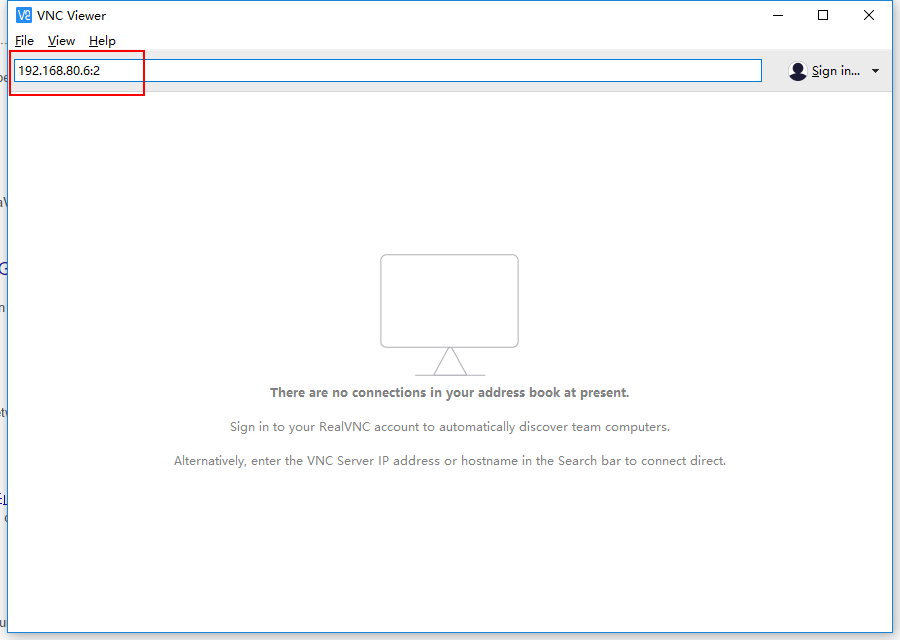 VNC Viewer
File View Help
192.168.80.6:2
Sign in...
There are no connections in your address book at present.
Sign in to your RealVNC account to automatically discover team computers.
Alternatively, enter the VNC Server IP address or hostname in the Search bar to connect direct.